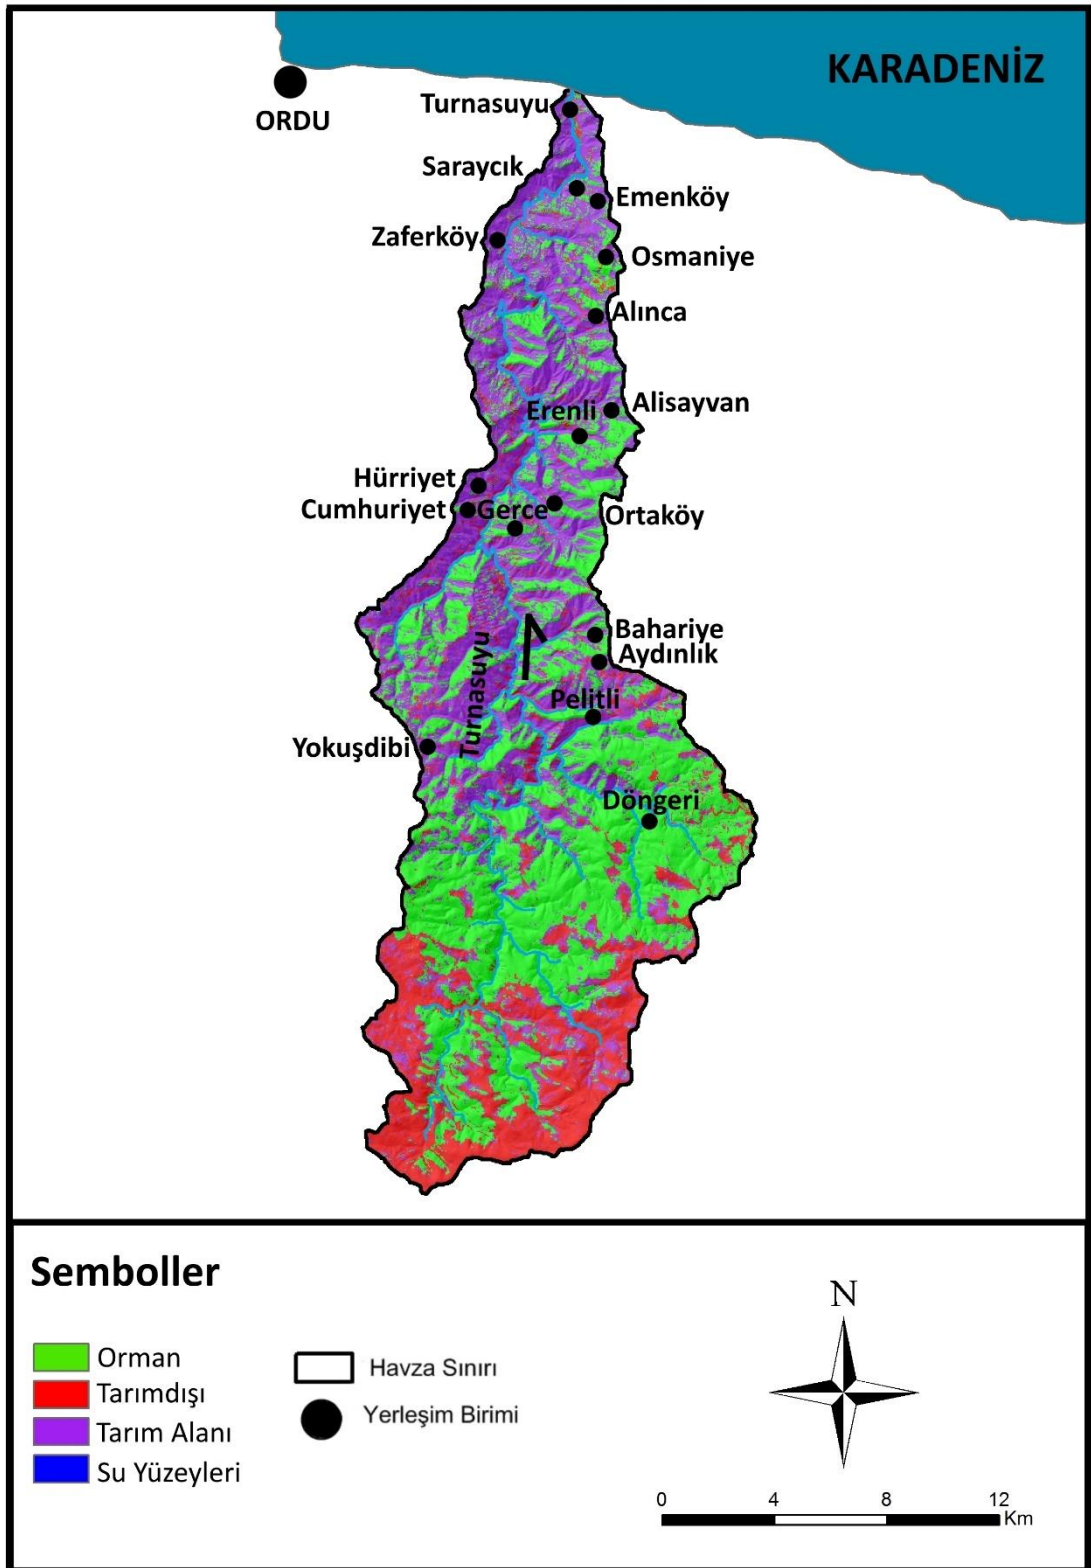 KARADENİZ
ORDU
Turnasuyu
Saraycık
Emenköy
Zaferköy
Osmaniye
Alınca
Alisayvan
Erenli
Hürriyet
Cumhuriyet
Gerce
Ortaköy
Bahariye
Aydınlık
Turnasuyu
Pelitli
Yokuşdibi
Döngeri
Semboller
Orman
Tarımdışı
Tarım Alanı
Su Yüzeyleri
Havza Sınırı
Yerleşim Birimi
N
0 4 8 12
Km